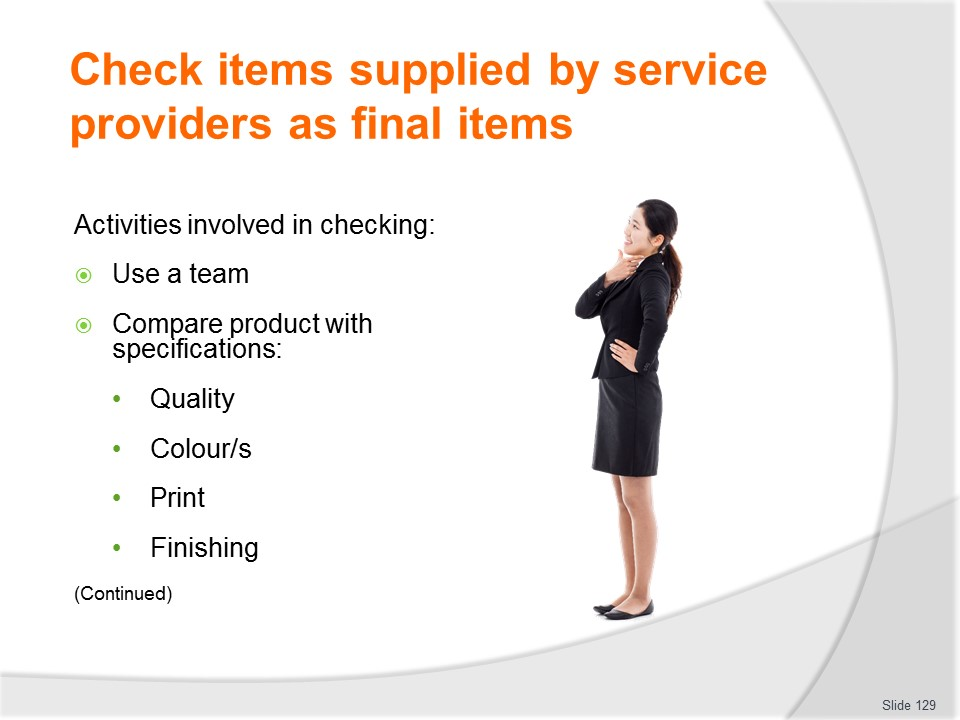 Check items supplied by service
providers as final items
Activities involved in checking:
Use a team
Compare product with
specifications:
• Quality
• Colour/s
• Print
• Finishing
(Continued)
Slide 129